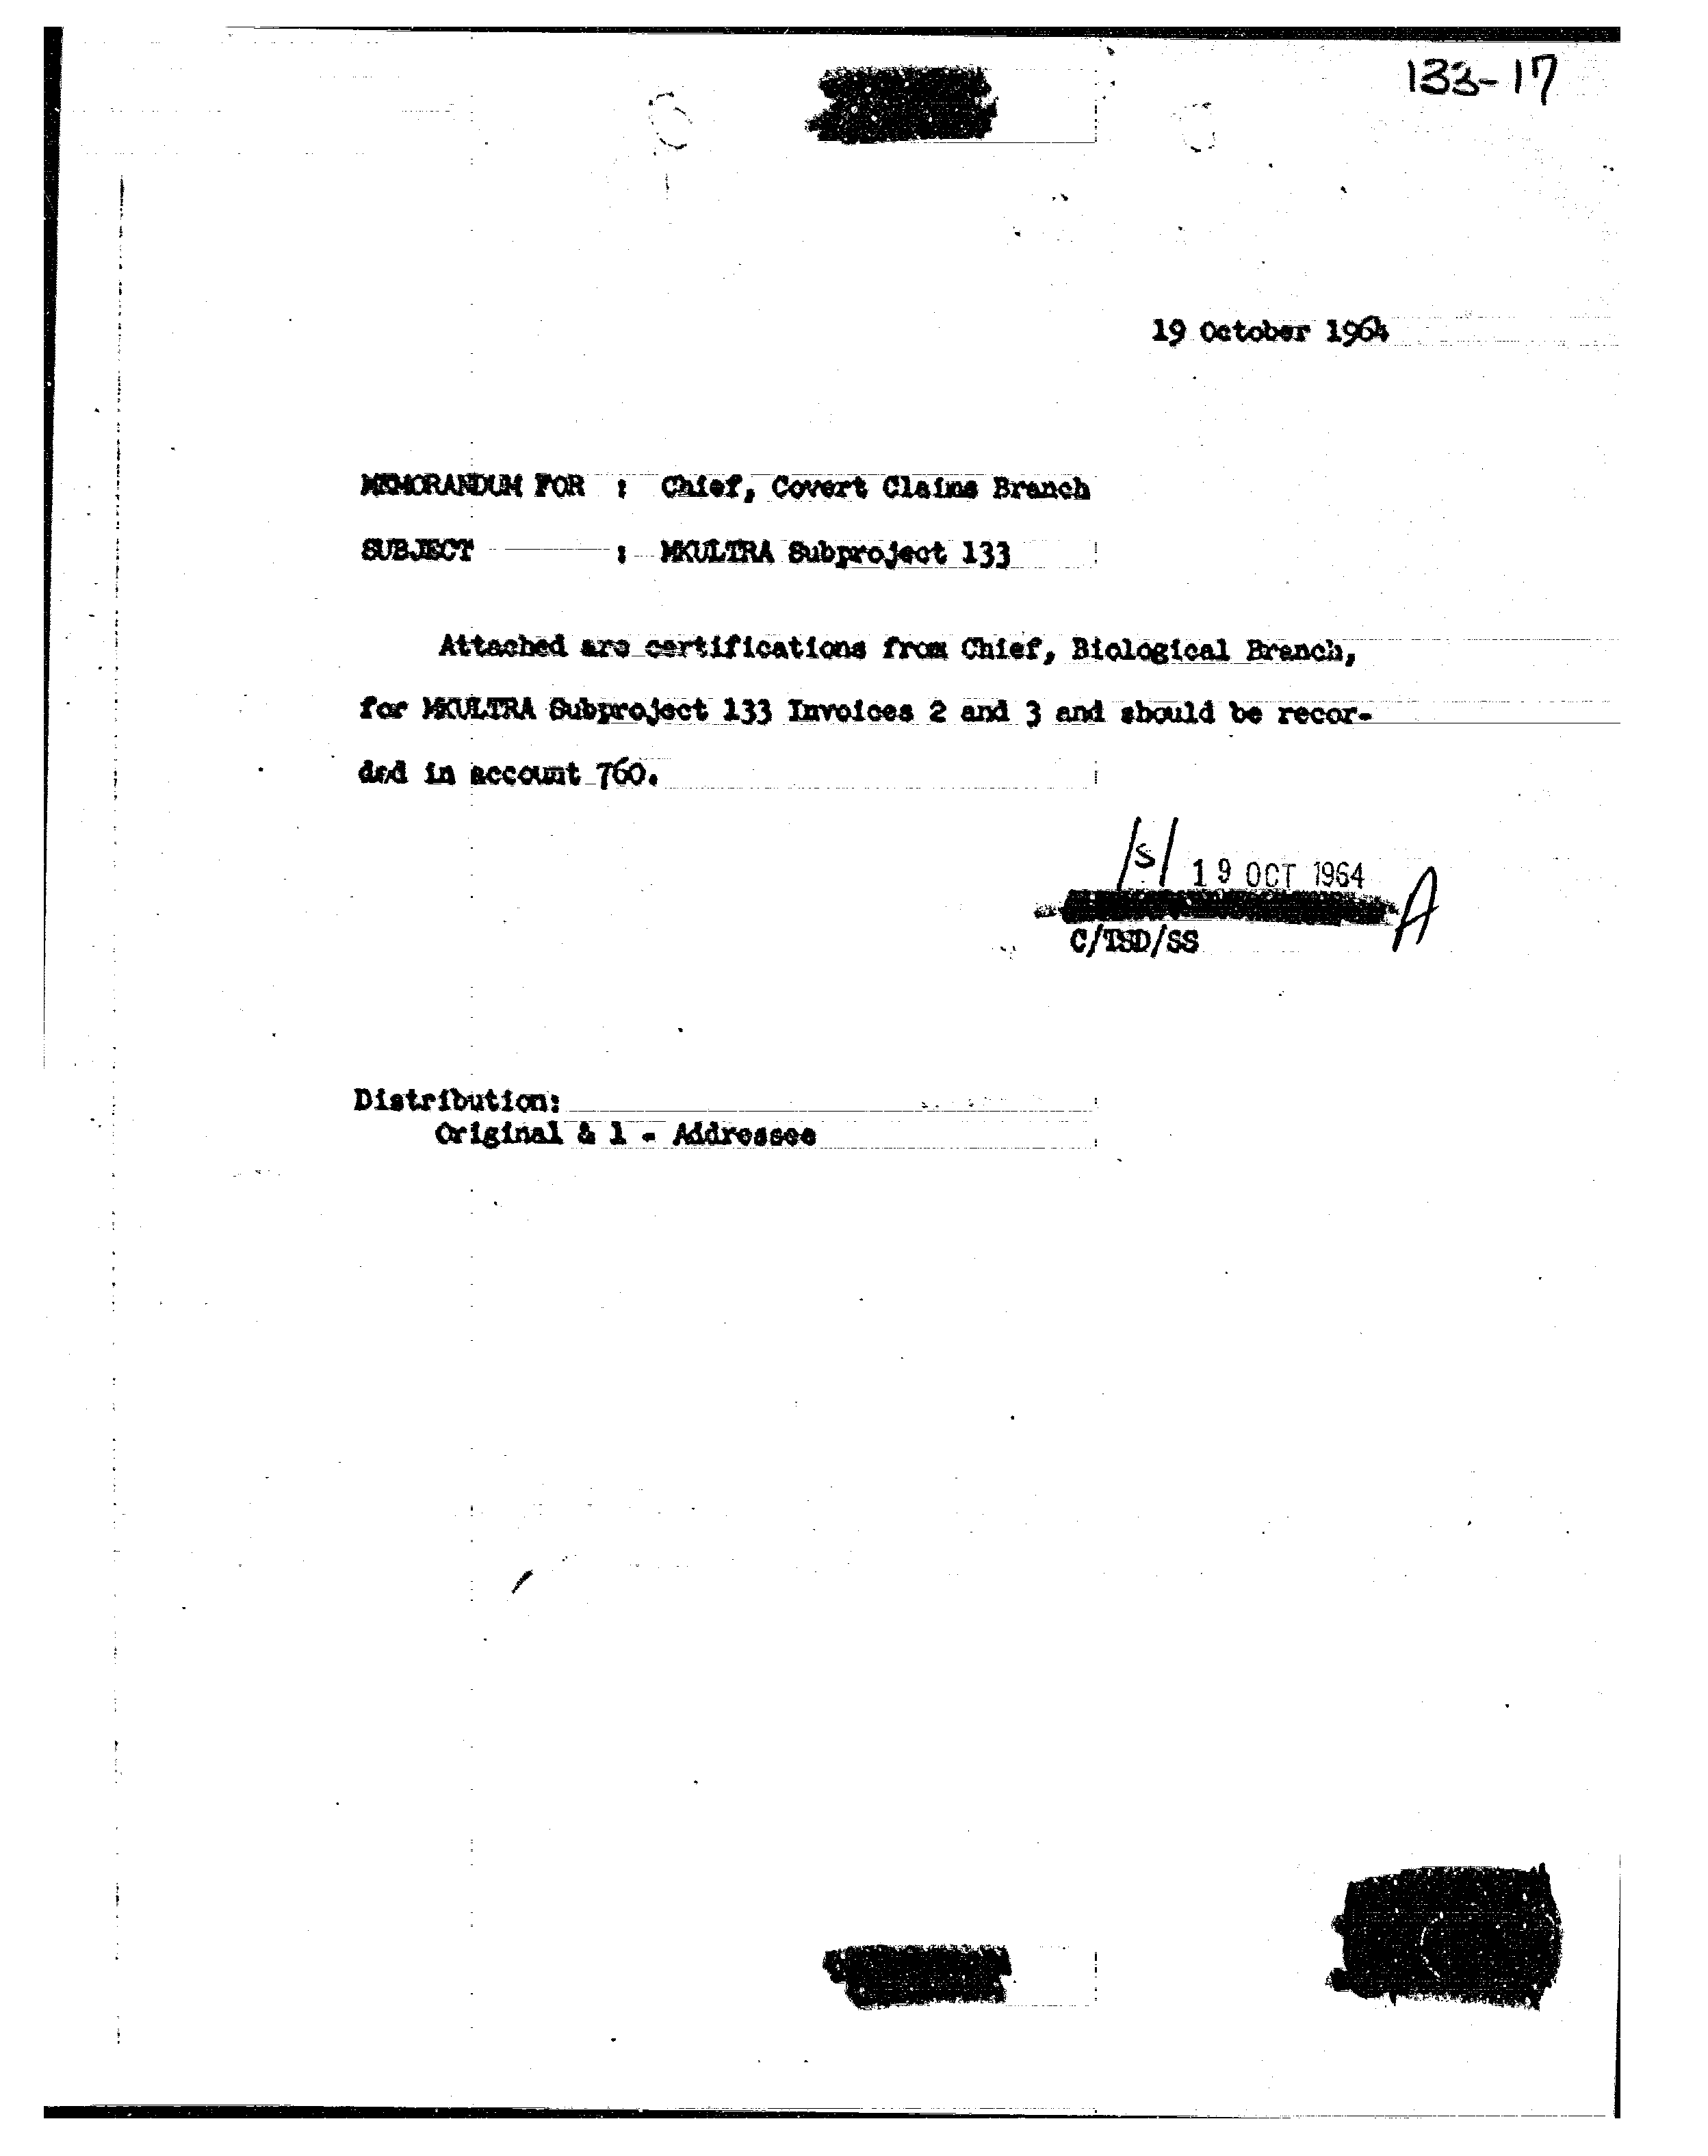 133-17
19 October 1964
MEMORANDUM FOR : Chief, Covert Claims Branch
SUBJECT : MKULTRA Subproject 133
Attached are certifications from Chief, Biological Branch,
for MKULTRA Subproject 133 Invoices 2 and 3 and should be recor-
ded in account 760.
/s/ 19 OCT 1964
A
C/TSD/SS
Distribution:
Original & 1 - Addressee